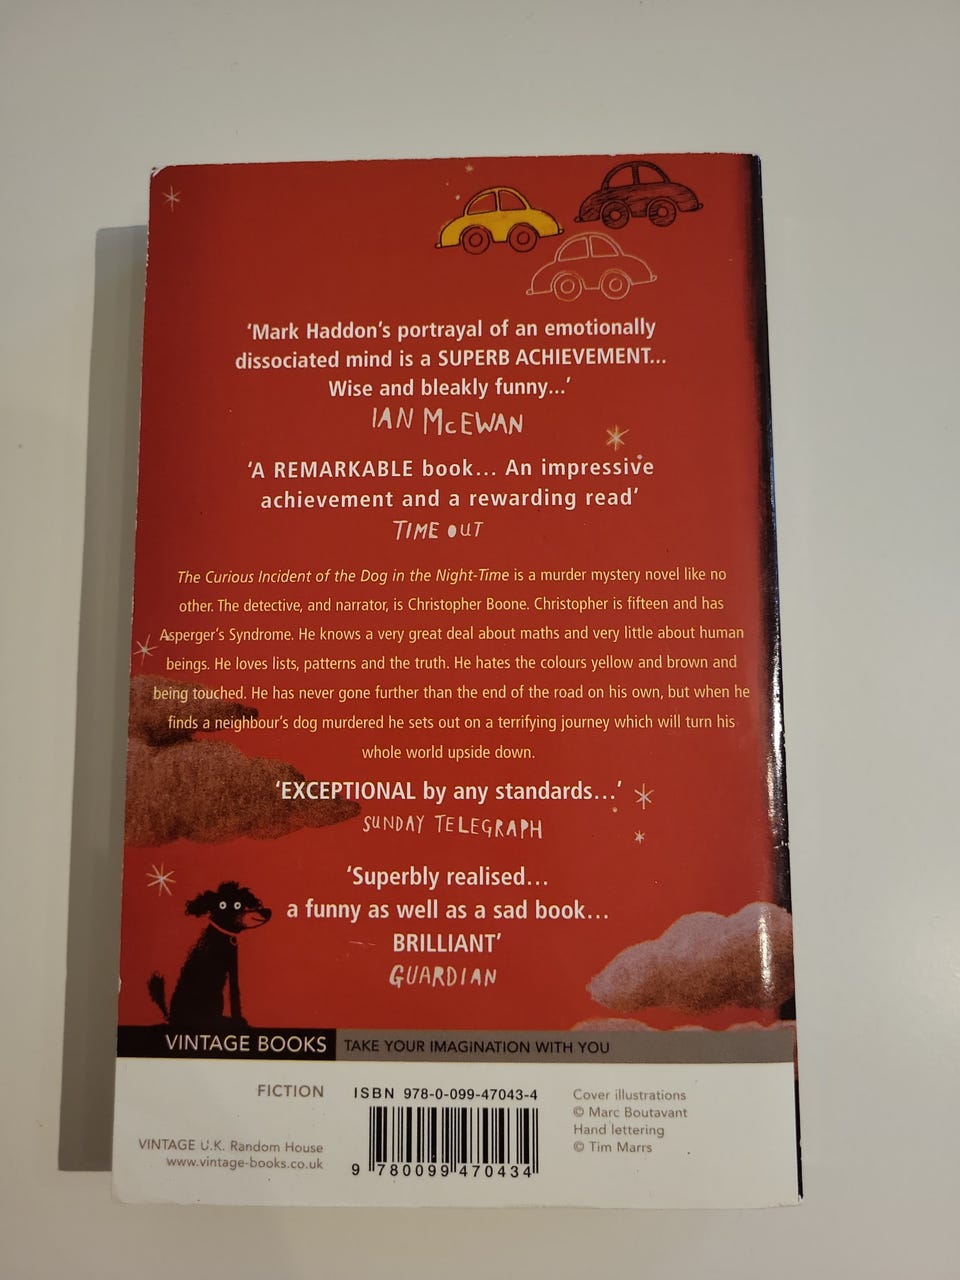 ‘Mark Haddon’s portrayal of an emotionally
dissociated mind is a SUPERB ACHIEVEMENT...
Wise and bleakly funny...’
IAN McEWAN
‘A REMARKABLE book... An impressive
achievement and a rewarding read’
TIME OUT
The Curious Incident of the Dog in the Night-Time is a murder mystery novel like no
other. The detective, and narrator, is Christopher Boone. Christopher is fifteen and has
Asperger’s Syndrome. He knows a very great deal about maths and very little about human
beings. He loves lists, patterns and the truth. He hates the colours yellow and brown and
being touched. He has never gone further than the end of the road on his own, but when he
finds a neighbour’s dog murdered he sets out on a terrifying journey which will turn his
whole world upside down.
‘EXCEPTIONAL by any standards...’
SUNDAY TELEGRAPH
‘Superbly realised...
a funny as well as a sad book...
BRILLIANT’
GUARDIAN
VINTAGE BOOKS TAKE YOUR IMAGINATION WITH YOU
FICTION
VINTAGE U.K. Random House
www.vintage-books.co.uk
ISBN 978-0-099-47043-4
9 780099 470434
Cover illustrations
© Marc Boutavant
Hand lettering
© Tim Marrs